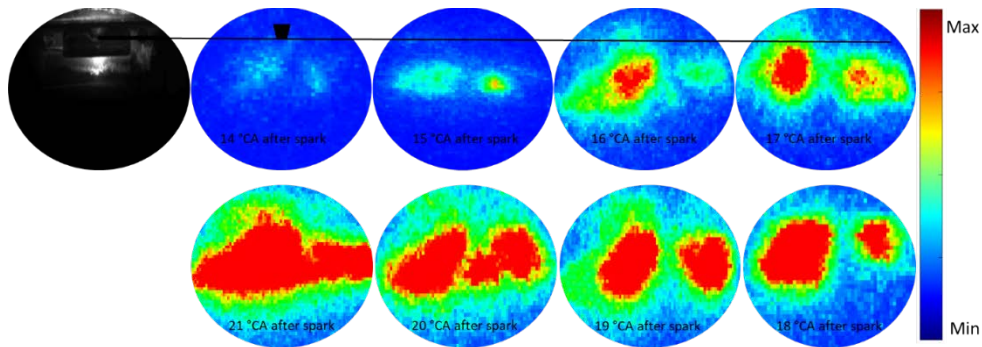 Max
14 °CA after spark
15 °CA after spark
16 °CA after spark
17 °CA after spark
21 °CA after spark
20 °CA after spark
19 °CA after spark
18 °CA after spark
Min